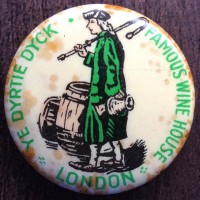 YE DYRTIE DYCK · FAMOUS WINE HOUSE
LONDON